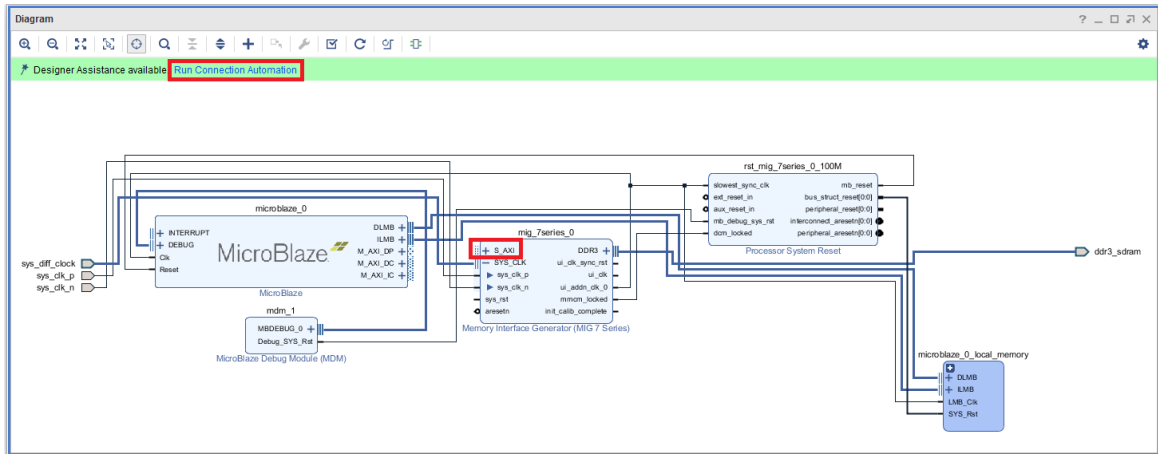 Diagram
Designer Assistance available Run Connection Automation
rst_mig_7series_0_100M
slowest_sync_clk mb_reset
ext_reset_in bus_struct_reset[0:0]
aux_reset_in peripheral_reset[0:0]
mb_debug_sys_rst interconnect_aresetn[0:0]
dcm_locked peripheral_aresetn[0:0]
Processor System Reset
microblaze_0
INTERRUPT
DEBUG
Clk
Reset
MicroBlaze
DLMB
ILMB
M_AXI_DP
M_AXI_DC
M_AXI_IC
MicroBlaze
mig_7series_0
S_AXI DDR3
SYS_CLK ui_clk_sync_rst
sys_clk_p ui_clk
sys_clk_n ui_addn_clk_0
sys_rst mmcm_locked
aresetn init_calib_complete
Memory Interface Generator (MIG 7 Series)
sys_diff_clock
sys_clk_p
sys_clk_n
ddr3_sdram
mdm_1
MBDEBUG_0
Debug_SYS_Rst
MicroBlaze Debug Module (MDM)
microblaze_0_local_memory
DLMB
ILMB
LMB_Clk
SYS_Rst